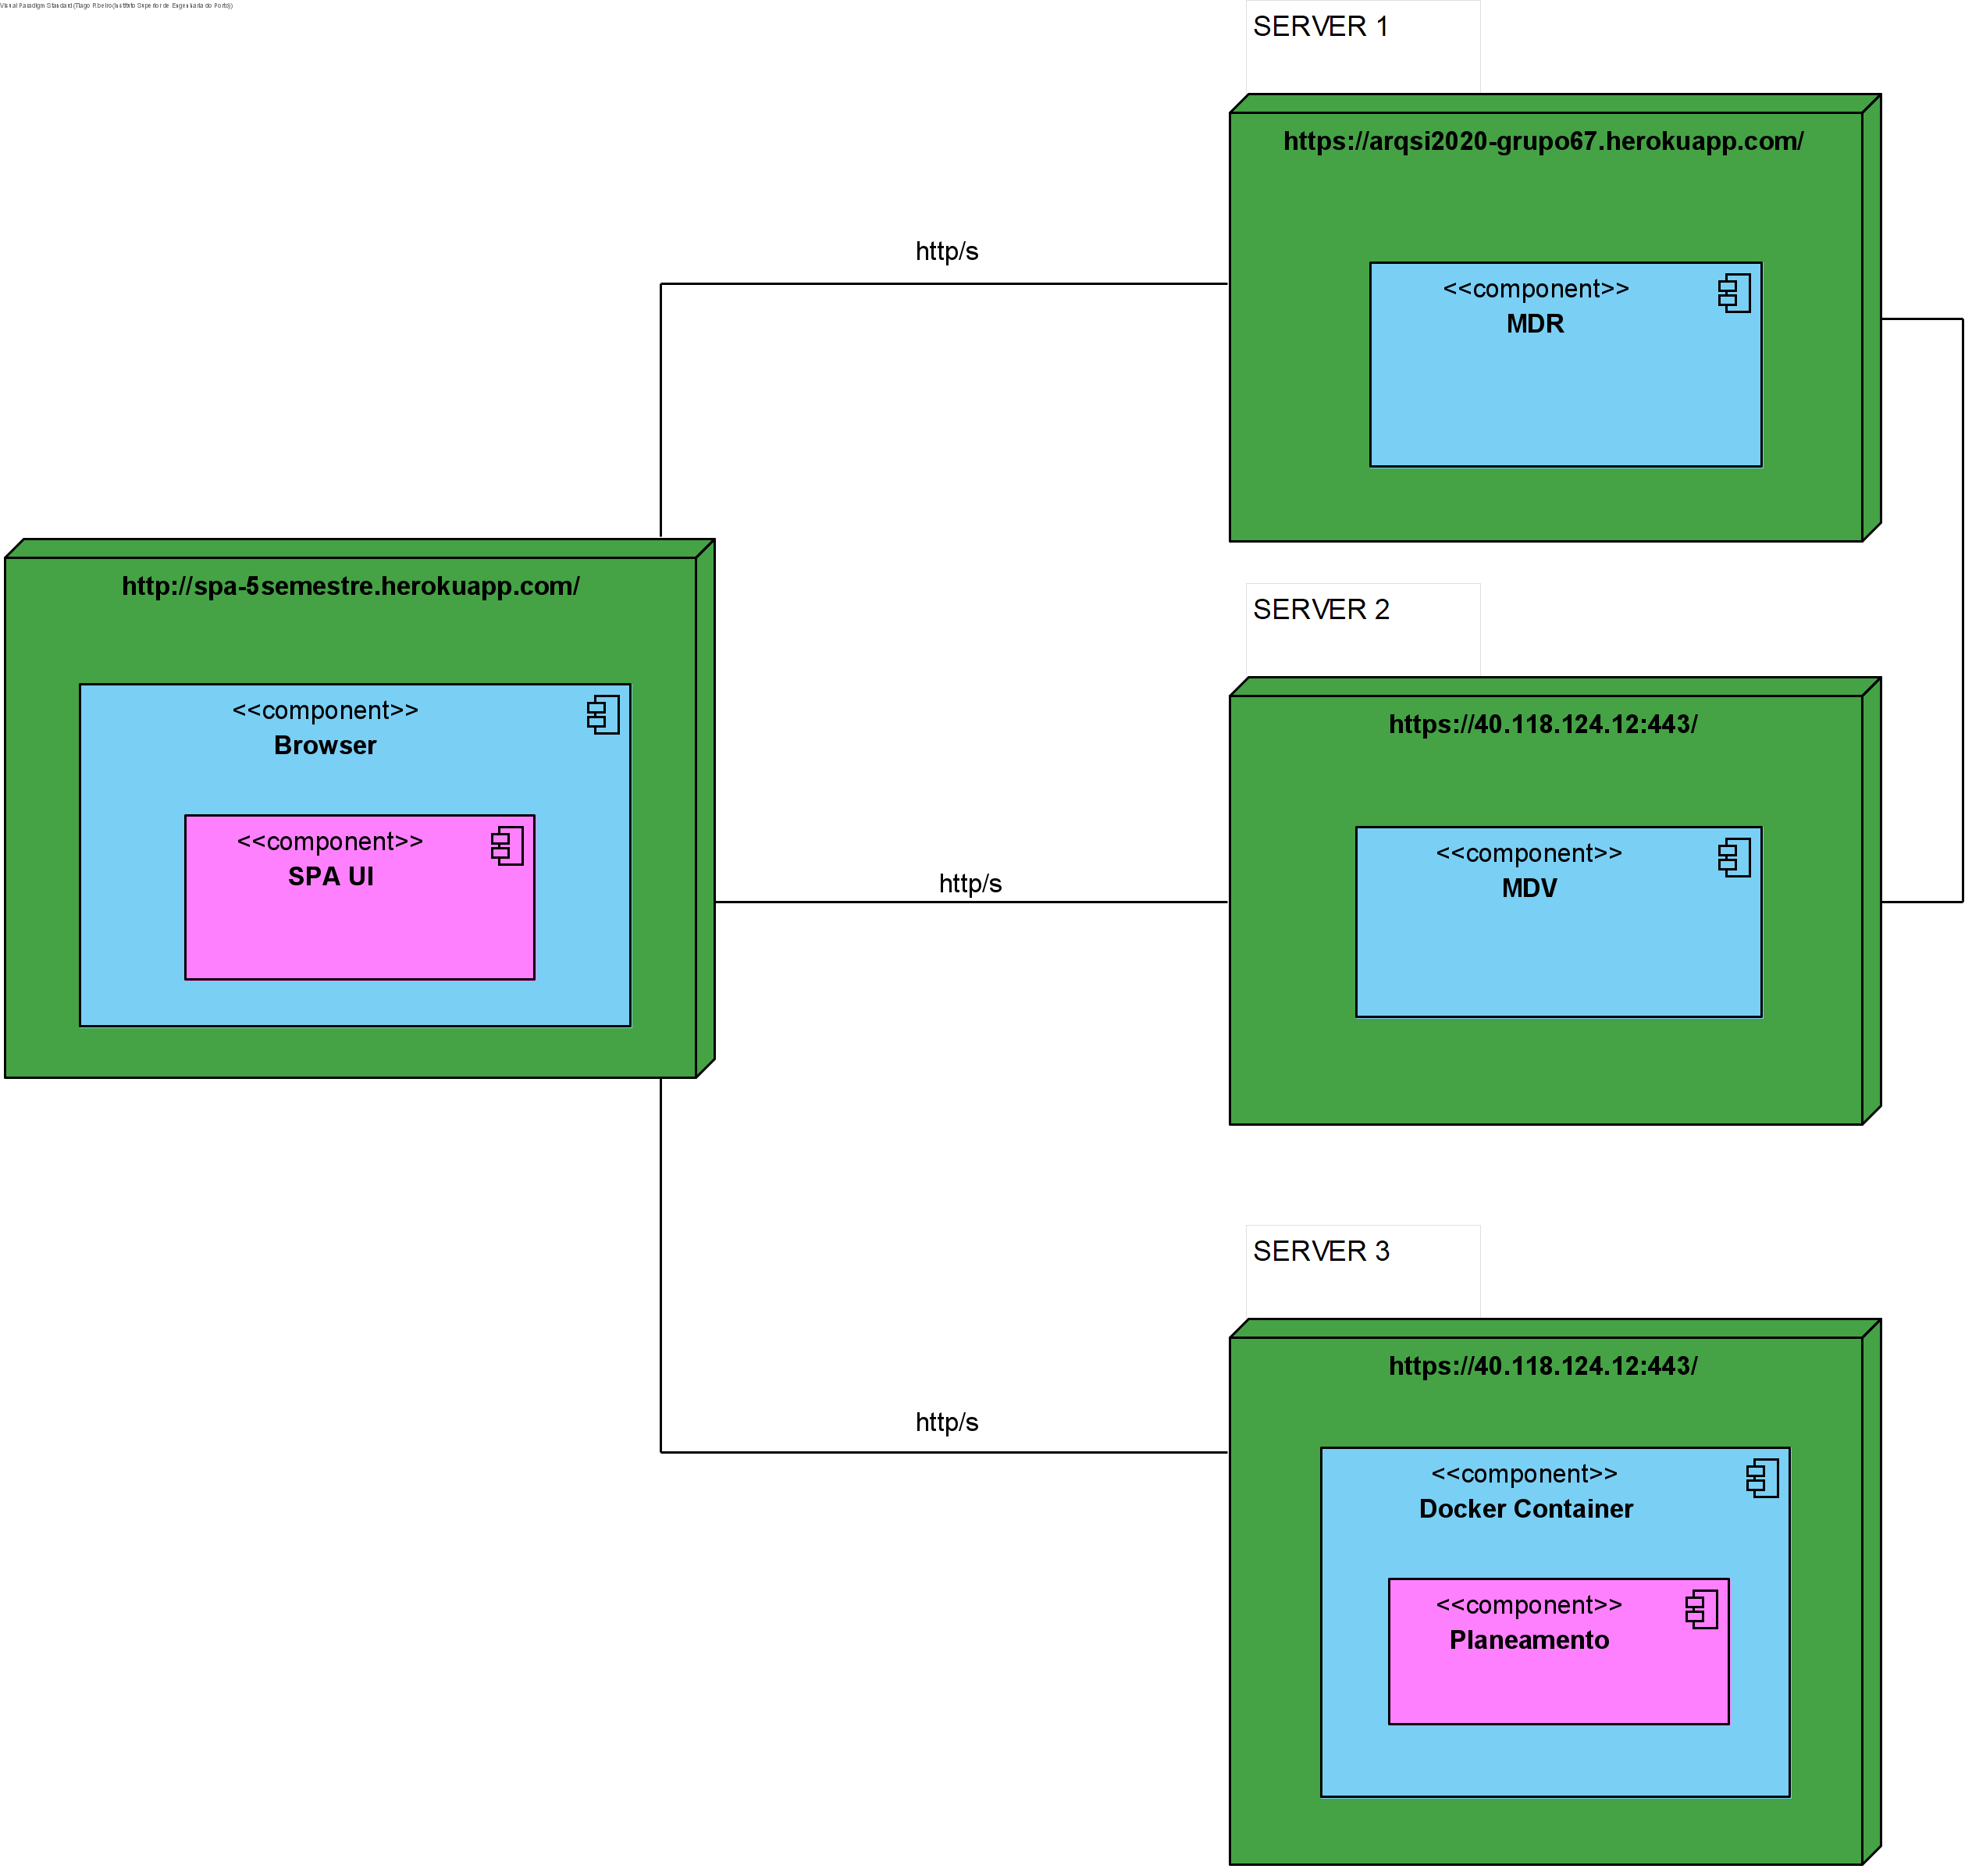 Visual Paradigm Standard (Tiago Ribeiro(Instituto Superior de Engenharia do Porto))
SERVER 1
https://arqsi2020-grupo67.herokuapp.com/
<<component>>
MDR
http/s
http://spa-5semestre.herokuapp.com/
<<component>>
Browser
<<component>>
SPA UI
SERVER 2
https://40.118.124.12:443/
<<component>>
MDV
http/s
SERVER 3
https://40.118.124.12:443/
http/s
<<component>>
Docker Container
<<component>>
Planeamento